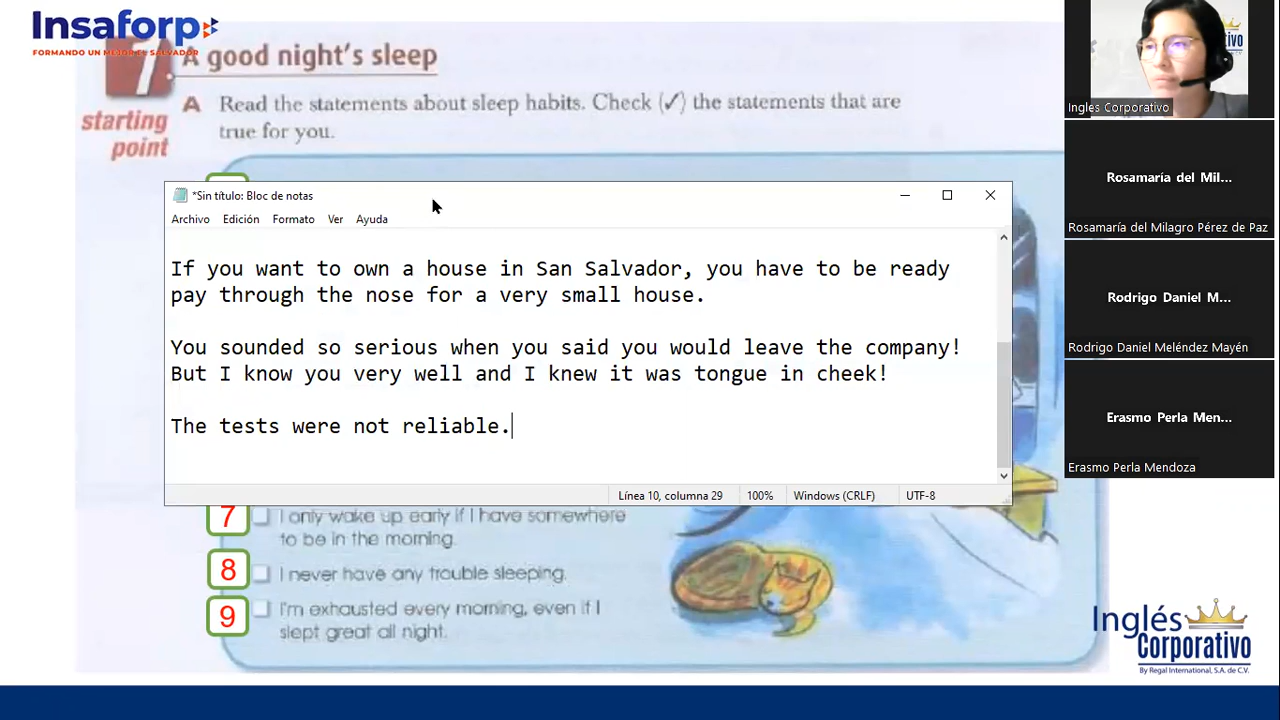 Insaforp
FORMANDO UN MEJOR EL SALVADOR
7
A good night's sleep
starting
point
A Read the statements about sleep habits. Check (✓) the statements that are
true for you.
*Sin título: Bloc de notas
Archivo Edición Formato Ver Ayuda
If you want to own a house in San Salvador, you have to be ready
pay through the nose for a very small house.
You sounded so serious when you said you would leave the company!
But I know you very well and I knew it was tongue in cheek!
The tests were not reliable.
Línea 10, columna 29 100% Windows (CRLF) UTF-8
7 I only wake up early if I have somewhere
to be in the morning.
8 I never have any trouble sleeping.
9 I'm exhausted every morning, even if I
slept great all night.
Inglés
Corporativo
By Regal International, S.A. de C.V.
Ingles Corporativo
Rosamaría del Mil...
Rosamaría del Milagro Pérez de Paz
Rodrigo Daniel M...
Rodrigo Daniel Meléndez Mayén
Erasmo Perla Men...
Erasmo Perla Mendoza